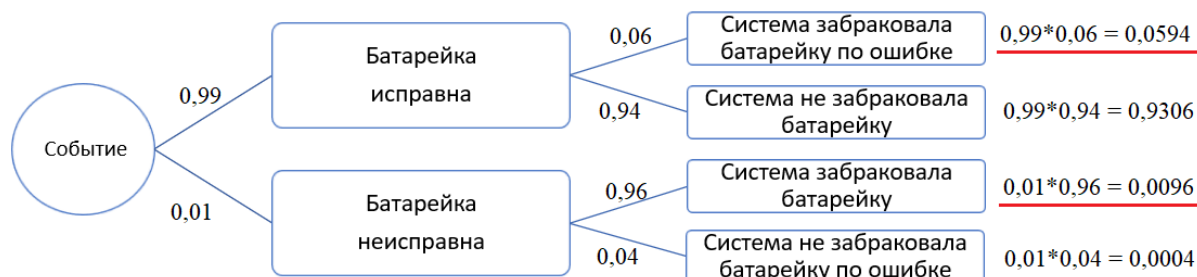 Событие
0,99
0,01
Батарейка
исправна
Батарейка
неисправна
0,06
0,94
0,96
0,04
Система забраковала
батарейку по ошибке
Система не забраковала
батарейку
Система забраковала
батарейку
Система не забраковала
батарейку по ошибке
0,99*0,06 = 0,0594
0,99*0,94 = 0,9306
0,01*0,96 = 0,0096
0,01*0,04 = 0,0004